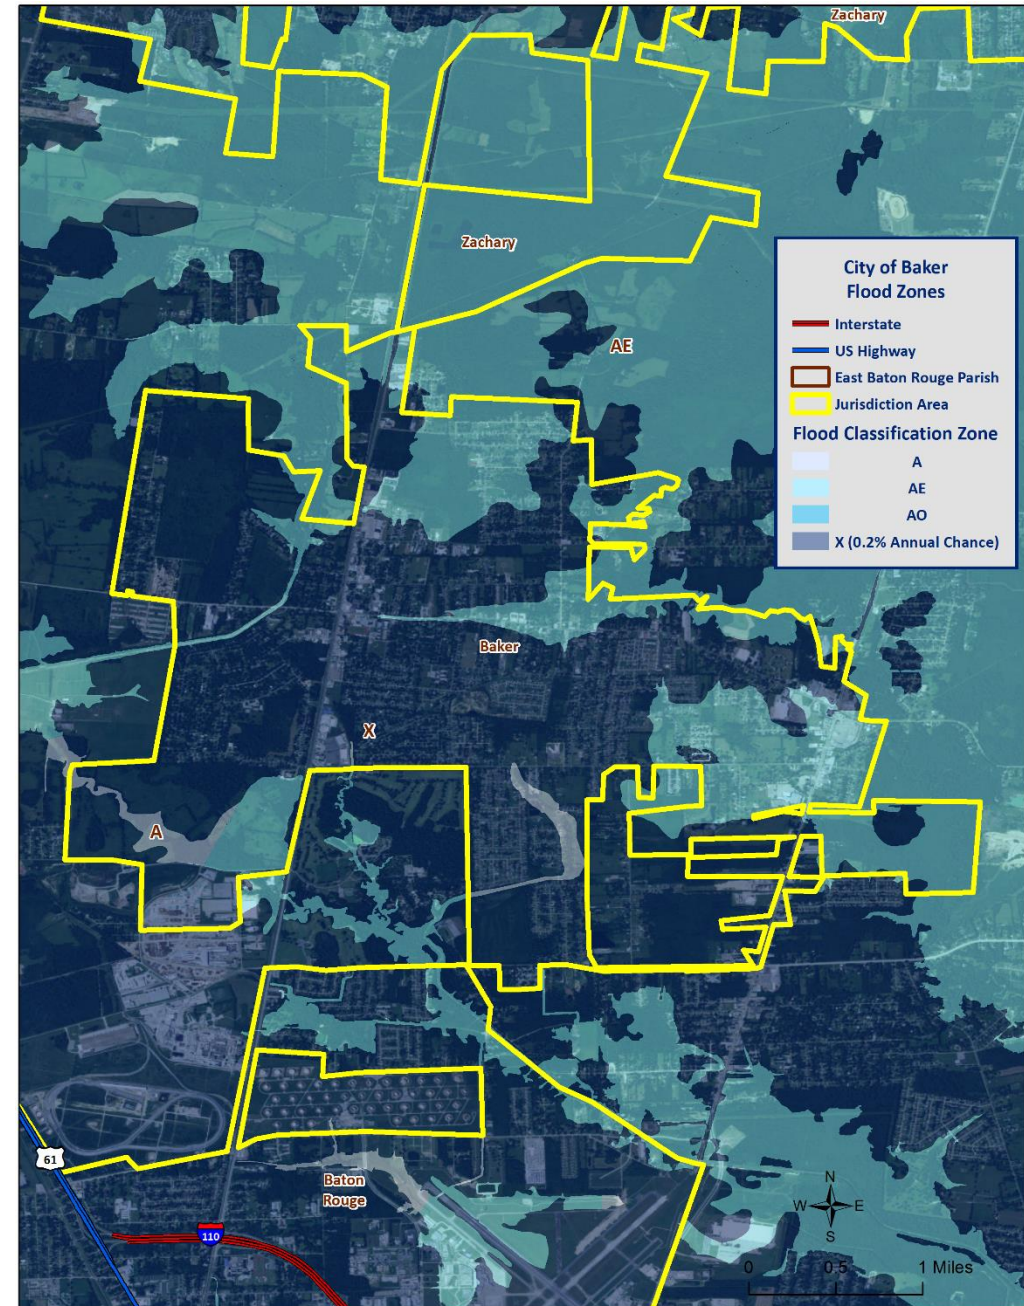 Zachary
Zachary
City of Baker
Flood Zones
Interstate
US Highway
East Baton Rouge Parish
Jurisdiction Area
Flood Classification Zone
A
AE
AO
X (0.2% Annual Chance)
AE
Baker
X
A
61
Baton
Rouge
110
N
W E
S
0 0.5 1 Miles